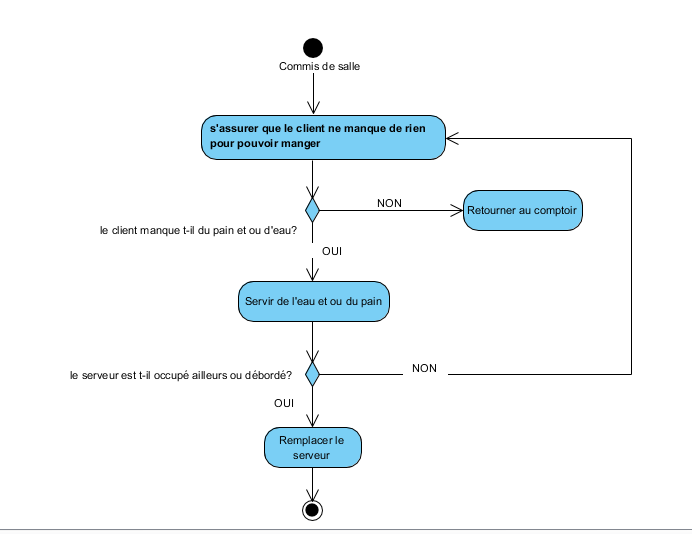 Commis de salle
s'assurer que le client ne manque de rien
pour pouvoir manger
NON
Retourner au comptoir
le client manque t-il du pain et ou d'eau?
OUI
Servir de l'eau et ou du pain
le serveur est t-il occupé ailleurs ou débordé?
NON
OUI
Remplacer le
serveur